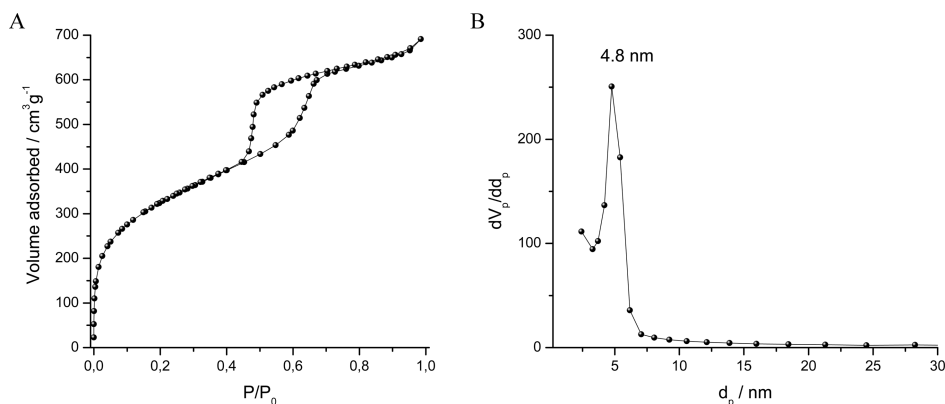 A
Volume adsorbed / cm³g⁻¹
700
600
500
400
300
200
100
0
0,0 0,2 0,4 0,6 0,8 1,0
P/P₀
B
4.8 nm
dVₚ/ddₚ
300
200
100
0
5 10 15 20 25 30
dₚ / nm